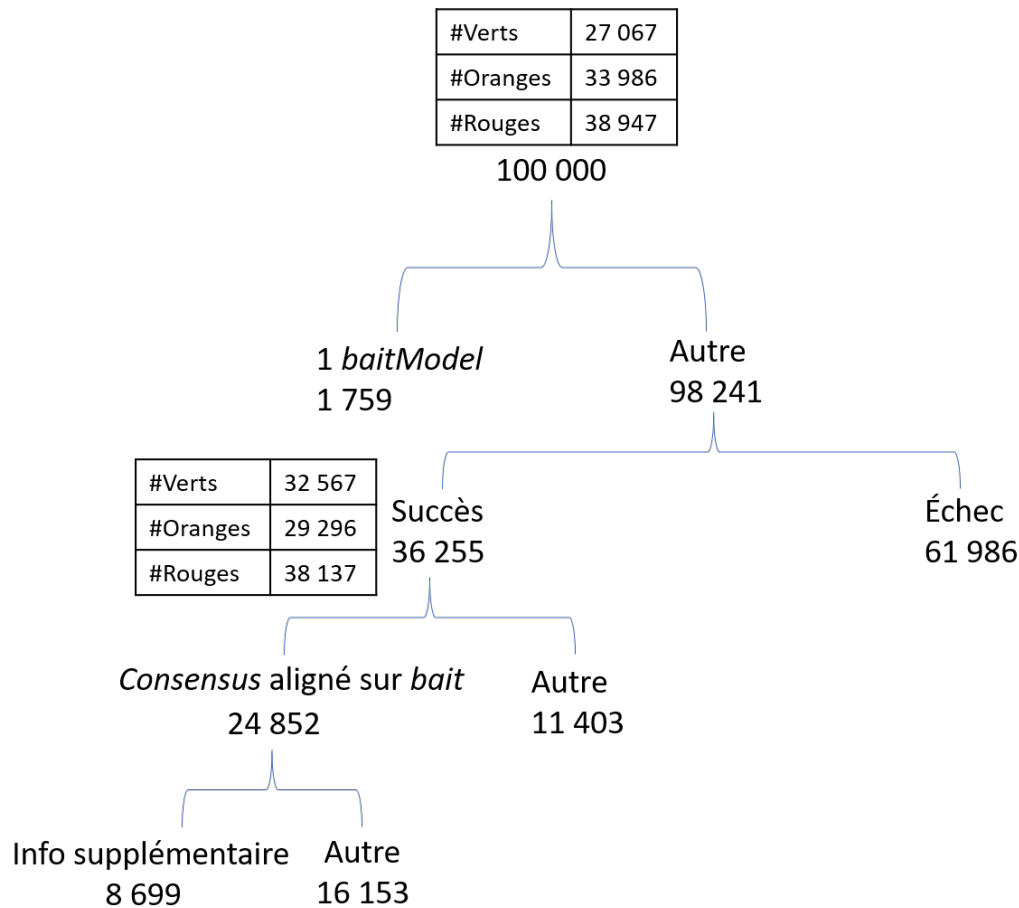 #Verts 27 067
#Oranges 33 986
#Rouges 38 947
100 000
1 baitModel
1 759
Autre
98 241
#Verts 32 567
#Oranges 29 296
#Rouges 38 137
Succès
36 255
Échec
61 986
Consensus aligné sur bait
24 852
Autre
11 403
Info supplémentaire
8 699
Autre
16 153